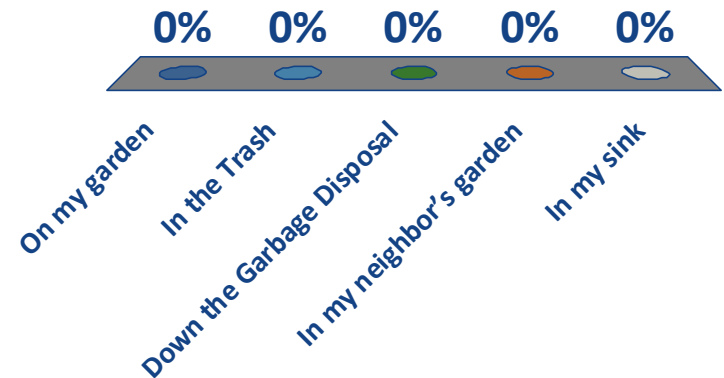 0% 0% 0% 0% 0%
On my garden
In the Trash
Down the Garbage Disposal
In my neighbor's garden
In my sink